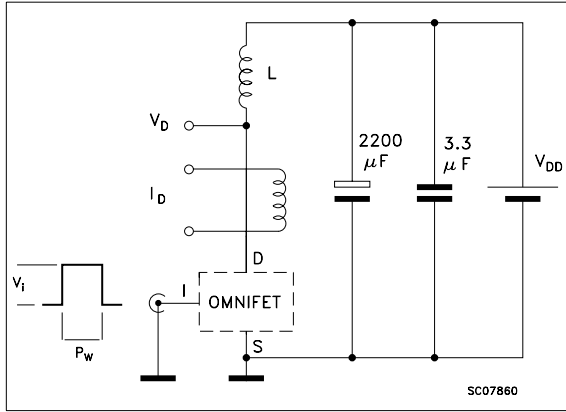 L
V_D
2200
μF
3.3
μF
V_DD
I_D
D
V_i
I
OMNIFET
P_W
S
SC07860